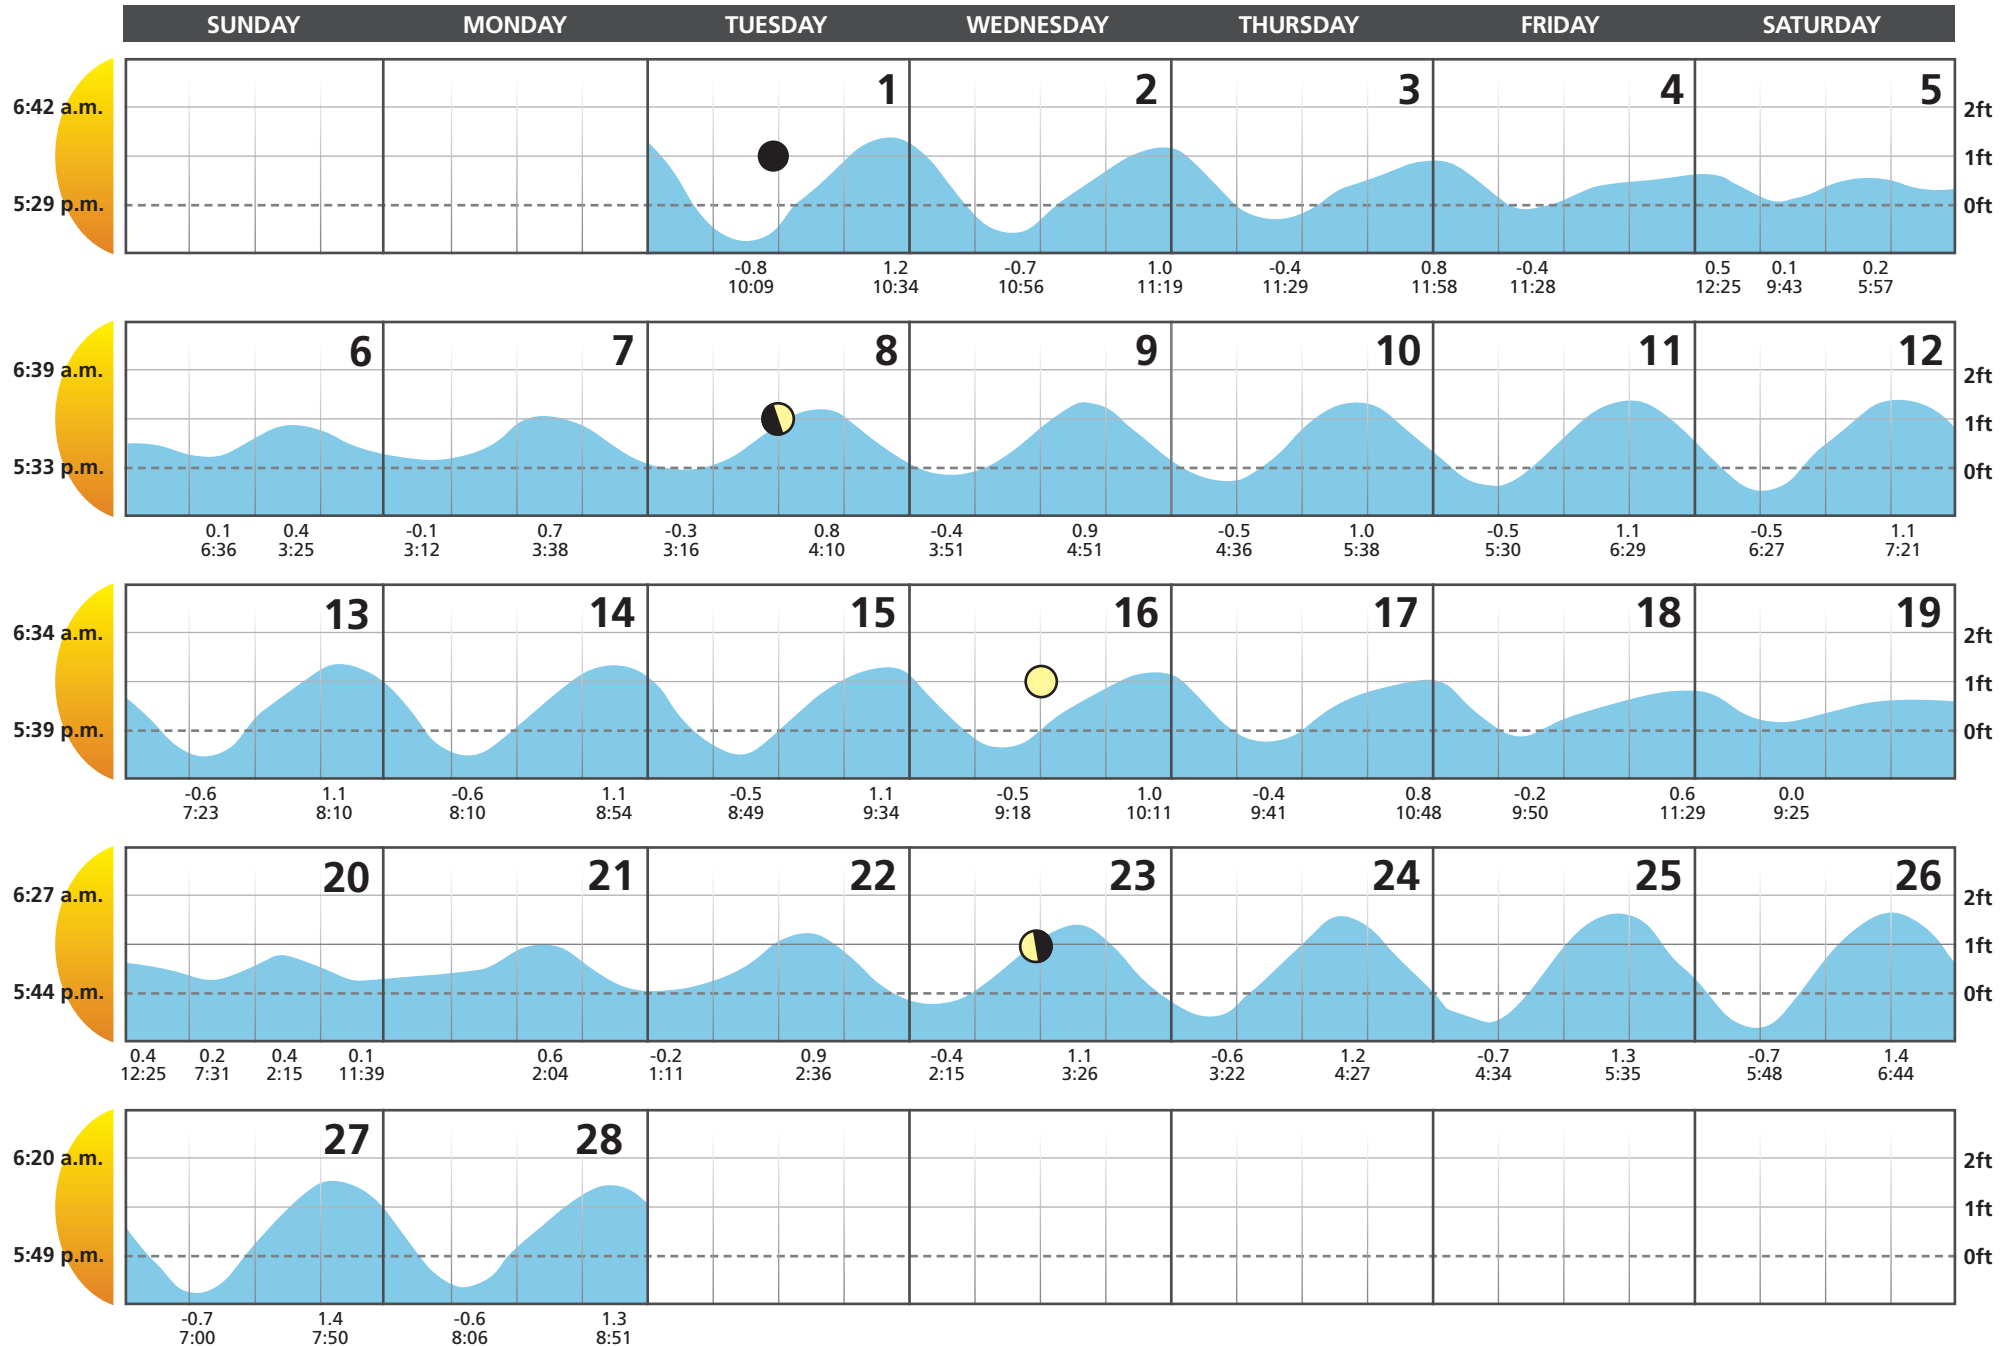 SUNDAY MONDAY TUESDAY WEDNESDAY THURSDAY FRIDAY SATURDAY
1 2 3 4 5
6:42 a.m. 2ft
1ft
5:29 p.m. 0ft
-0.8 1.2 -0.7 1.0 -0.4 0.8 -0.4 0.5 0.1 0.2
10:09 10:34 10:56 11:19 11:29 11:58 11:28 12:25 9:43 5:57
6 7 8 9 10 11 12
6:39 a.m. 2ft
1ft
5:33 p.m. 0ft
0.1 0.4 -0.1 0.7 -0.3 0.8 -0.4 0.9 -0.5 1.0 -0.5 1.1 -0.5 1.1
6:36 3:25 3:12 3:38 3:16 4:10 3:51 4:51 4:36 5:38 5:30 6:29 6:27 7:21
13 14 15 16 17 18 19
6:34 a.m. 2ft
1ft
5:39 p.m. 0ft
-0.6 1.1 -0.6 1.1 -0.5 1.1 -0.5 1.0 -0.4 0.8 -0.2 0.6 0.0
7:23 8:10 8:10 8:54 8:49 9:34 9:18 10:11 9:41 10:48 9:50 11:29 9:25
20 21 22 23 24 25 26
6:27 a.m. 2ft
1ft
5:44 p.m. 0ft
0.4 0.2 0.4 0.1 0.6 -0.2 0.9 -0.4 1.1 -0.6 1.2 -0.7 1.3 -0.7 1.4
12:25 7:31 2:15 11:39 2:04 1:11 2:36 2:15 3:26 3:22 4:27 4:34 5:35 5:48 6:44
27 28
6:20 a.m. 2ft
1ft
5:49 p.m. 0ft
-0.7 1.4 -0.6 1.3
7:00 7:50 8:06 8:51